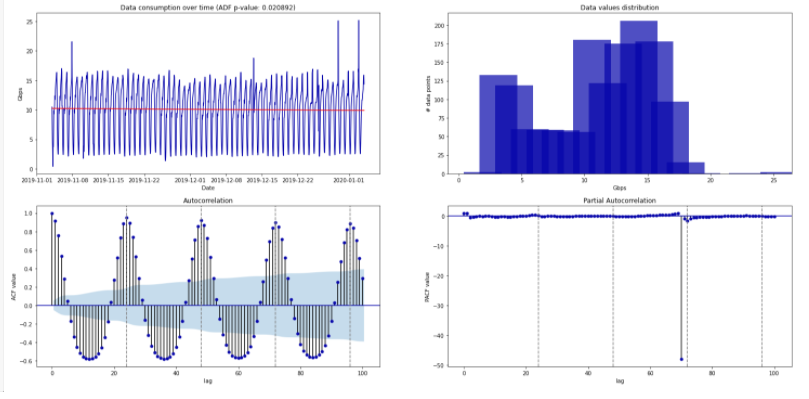 Data consumption over time (ADF p-value: 0.020892)
25
20
15
10
5
0
Gbps
2019-11-01 2019-11-08 2019-11-15 2019-11-22 2019-12-01 2019-12-08 2019-12-15 2019-12-22 2020-01-01
Date
Data values distribution
200
175
150
125
100
75
50
25
0
# data points
0 5 10 15 20 25
Gbps
Autocorrelation
1.0
0.8
0.6
0.4
0.2
0.0
−0.2
−0.4
−0.6
ACF value
0 20 40 60 80 100
lag
Partial Autocorrelation
0
−10
−20
−30
−40
−50
PACF value
0 20 40 60 80 100
lag